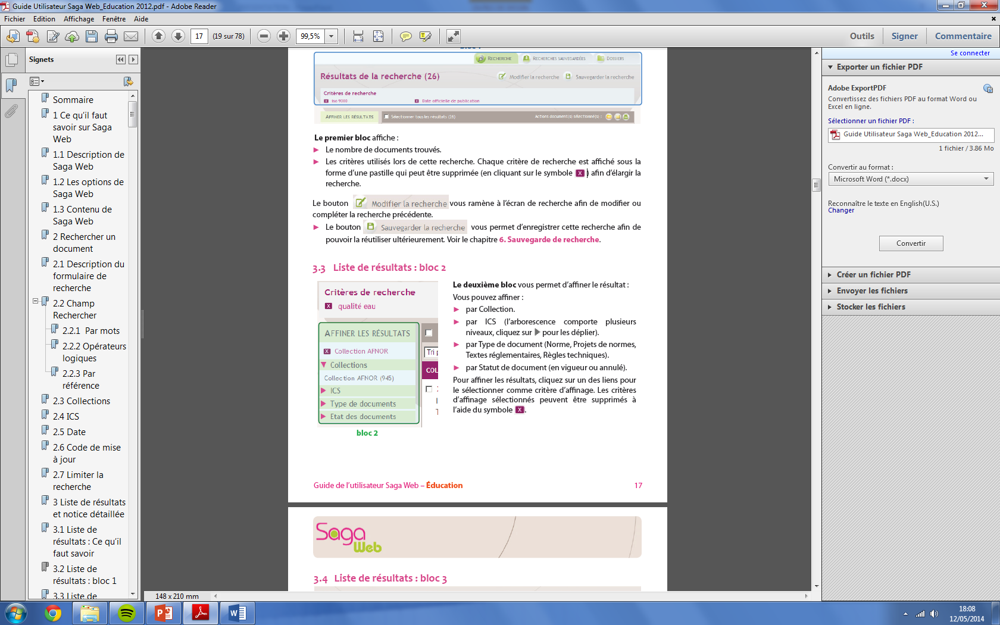 Guide Utilisateur Saga Web_Education 2012.pdf - Adobe Reader
Fichier Edition Affichage Fenêtre Aide
17 (19 sur 78) 99,5% Outils Signer Commentaire
Signets
Sommaire
1 Ce qu'il faut
savoir sur Saga
Web
1.1 Description de
Saga Web
1.2 Les options de
Saga Web
1.3 Contenu de
Saga Web
2 Rechercher un
document
2.1 Description du
formulaire de
recherche
2.2 Champ
Rechercher
2.2.1 Par mots
2.2.2 Opérateurs
logiques
2.2.3 Par
référence
2.3 Collections
2.4 ICS
2.5 Date
2.6 Code de mise
à jour
2.7 Limiter la
recherche
3 Liste de résultats
et notice détaillée
3.1 Liste de
résultats : Ce qu'il
faut savoir
3.2 Liste de
résultats : bloc 1
3.3 Liste de
RECHERCHE RECHERCHES SAUVEGARDÉES DOSSIERS
Résultats de la recherche (26) Modifier la recherche Sauvegarder la recherche
Critères de recherche
X iso 9000 X Date officielle de publication
AFFINER LES RÉSULTATS Sélectionner tous les résultats (26) Actions document(s) sélectionné(s) :
Le premier bloc affiche :
Le nombre de documents trouvés.
Les critères utilisés lors de cette recherche. Chaque critère de recherche est affiché sous la
forme d'une pastille qui peut être supprimée (en cliquant sur le symbole X ) afin d'élargir la
recherche.
Le bouton Modifier la recherche vous ramène à l'écran de recherche afin de modifier ou
compléter la recherche précédente.
Le bouton Sauvegarder la recherche vous permet d'enregistrer cette recherche afin de
pouvoir la réutiliser ultérieurement. Voir le chapitre 6. Sauvegarde de recherche.
3.3 Liste de résultats : bloc 2
Critères de recherche
X qualité eau
AFFINER LES RÉSULTATS
X Collection AFNOR
Collections
Collection AFNOR (945)
ICS
Type de documents
Etat des documents
Tri p
COL
bloc 2
Le deuxième bloc vous permet d'affiner le résultat :
Vous pouvez affiner :
par Collection.
par ICS (l'arborescence comporte plusieurs
niveaux, cliquez sur pour les déplier).
par Type de document (Norme, Projets de normes,
Textes réglementaires, Règles techniques).
par Statut de document (en vigueur ou annulé).
Pour affiner les résultats, cliquez sur un des liens pour
le sélectionner comme critère d'affinage. Les critères
d'affinage sélectionnés peuvent être supprimés à
l'aide du symbole X .
Guide de l'utilisateur Saga Web – Éducation 17
Saga
Web
3.4 Liste de résultats : bloc 3
148 x 210 mm
Se connecter
Exporter un fichier PDF
Adobe ExportPDF
Convertissez des fichiers PDF au format Word ou
Excel en ligne.
Sélectionner un fichier PDF :
Guide Utilisateur Saga Web_Education 2012...
1 fichier / 3.86 Mo
Convertir au format :
Microsoft Word (*.docx)
Reconnaître le texte en English(U.S.)
Changer
Convertir
Créer un fichier PDF
Envoyer les fichiers
Stocker les fichiers
18:08
12/05/2014